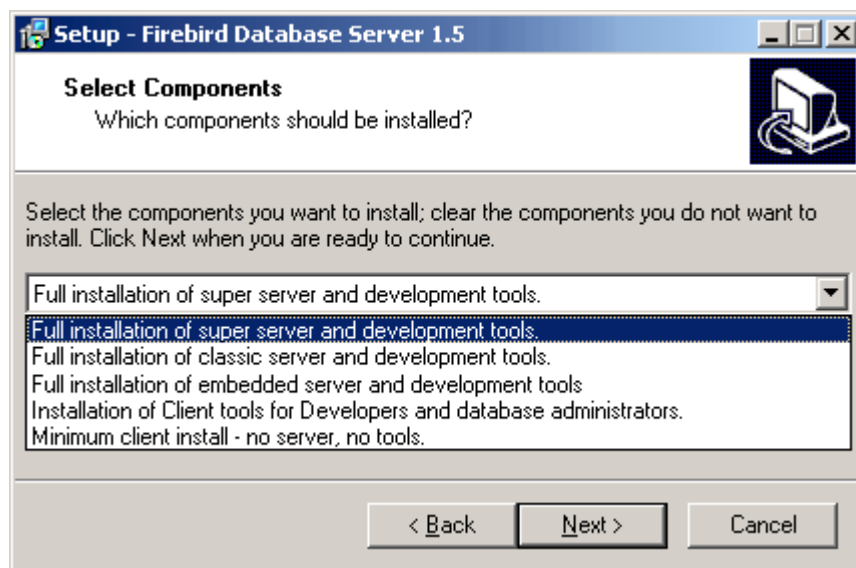 Setup - Firebird Database Server 1.5
Select Components
Which components should be installed?
Select the components you want to install; clear the components you do not want to
install. Click Next when you are ready to continue.
Full installation of super server and development tools.
Full installation of super server and development tools.
Full installation of classic server and development tools.
Full installation of embedded server and development tools
Installation of Client tools for Developers and database administrators.
Minimum client install - no server, no tools.
< Back Next > Cancel